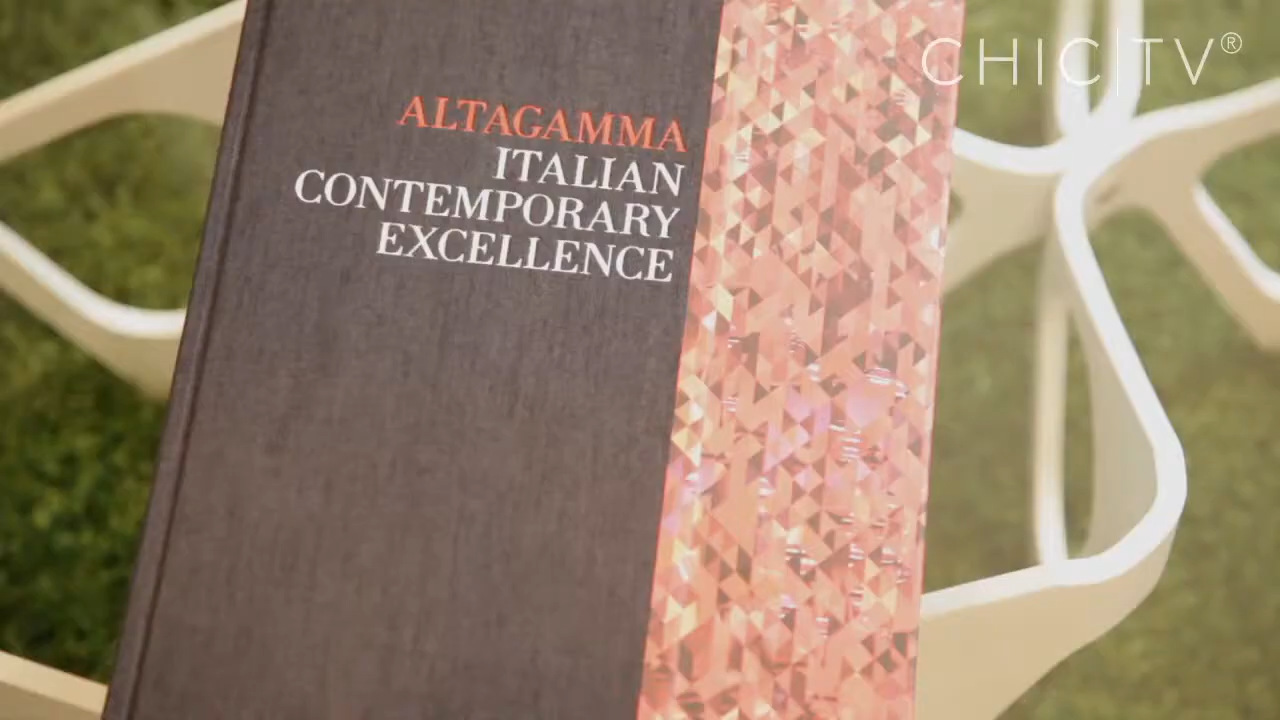 CHIC|TV®
ALTAGAMMA
ITALIAN
CONTEMPORARY
EXCELLENCE